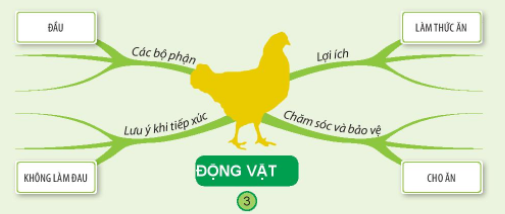 ĐẦU
LÀM THỨC ĂN
Các bộ phận
Lợi ích
Lưu ý khi tiếp xúc
Chăm sóc và bảo vệ
KHÔNG LÀM ĐAU
ĐỘNG VẬT
CHO ĂN
3